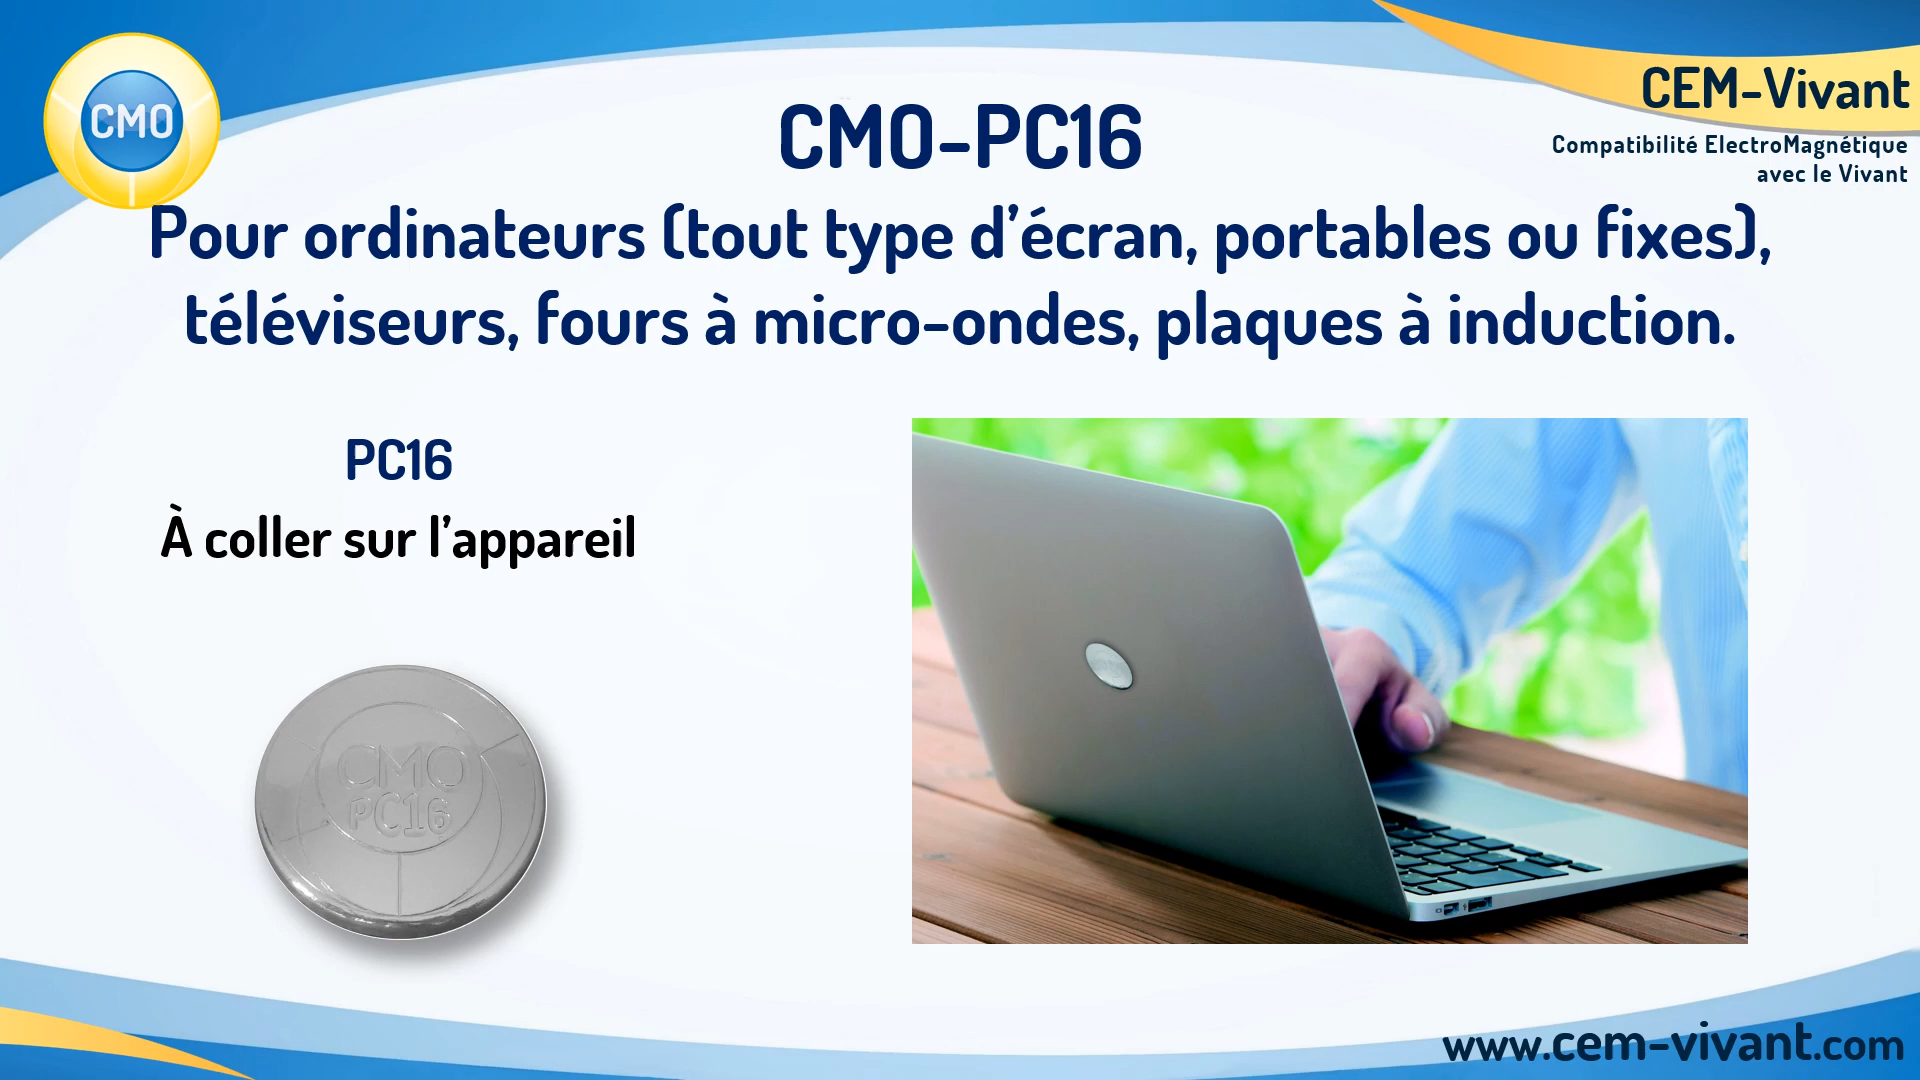 CMO
CEM-Vivant
Compatibilité ElectroMagnétique
avec le Vivant
CMO-PC16
Pour ordinateurs (tout type d’écran, portables ou fixes),
téléviseurs, fours à micro-ondes, plaques à induction.
PC16
À coller sur l’appareil
CMO
PC16
www.cem-vivant.com